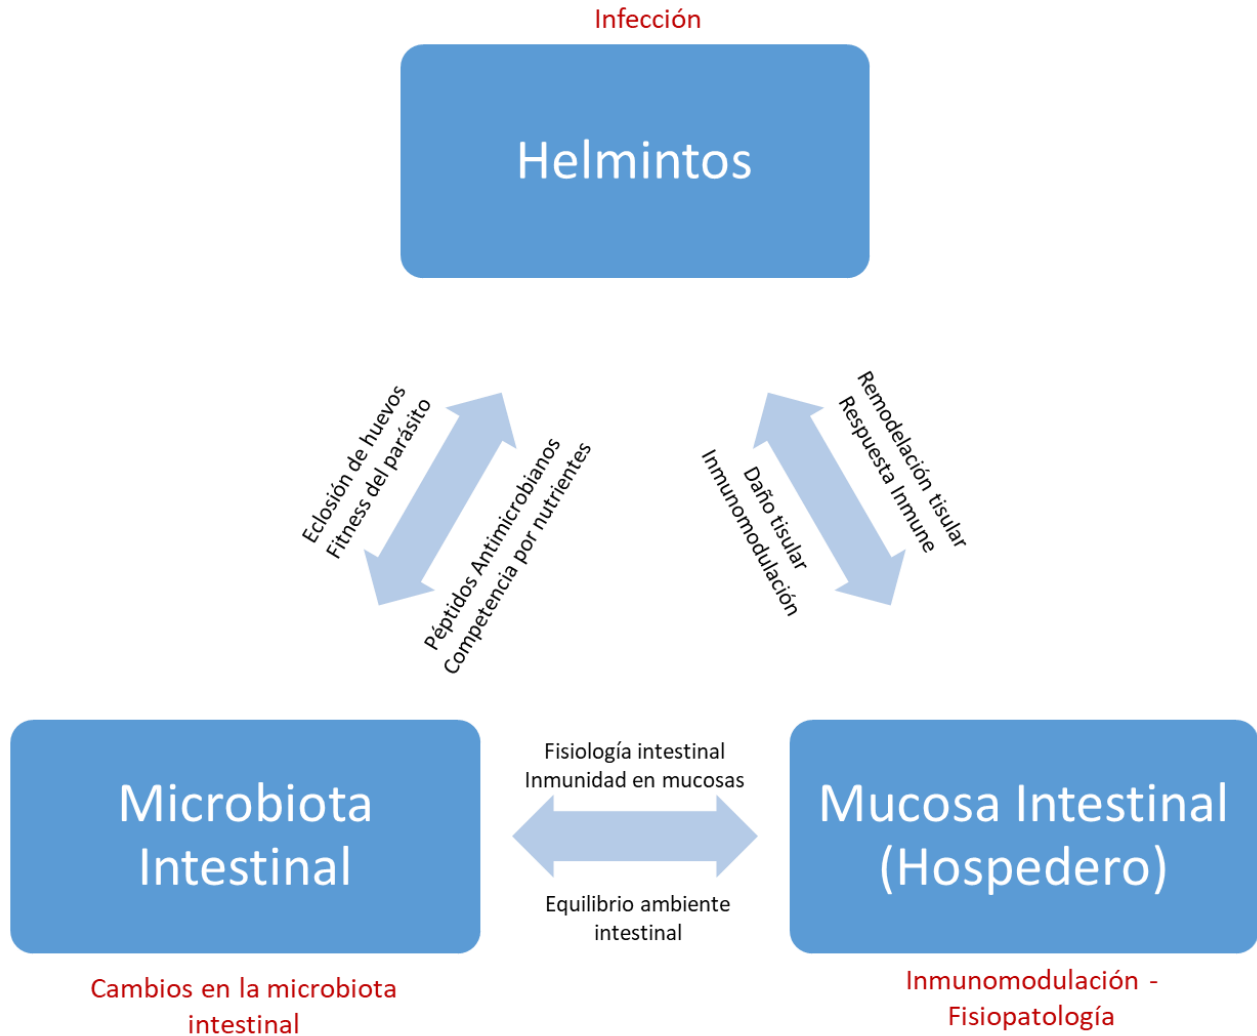 Infección
Helmintos
Eclosión de huevos
Fitness del parásito
Péptidos Antimicrobianos
Competencia por nutrientes
Remodelación tisular
Respuesta Inmune
Daño tisular
Inmunomodulación
Microbiota
Intestinal
Fisiología intestinal
Inmunidad en mucosas
Equilibrio ambiente
intestinal
Mucosa Intestinal
(Hospedero)
Cambios en la microbiota
intestinal
Inmunomodulación -
Fisiopatología